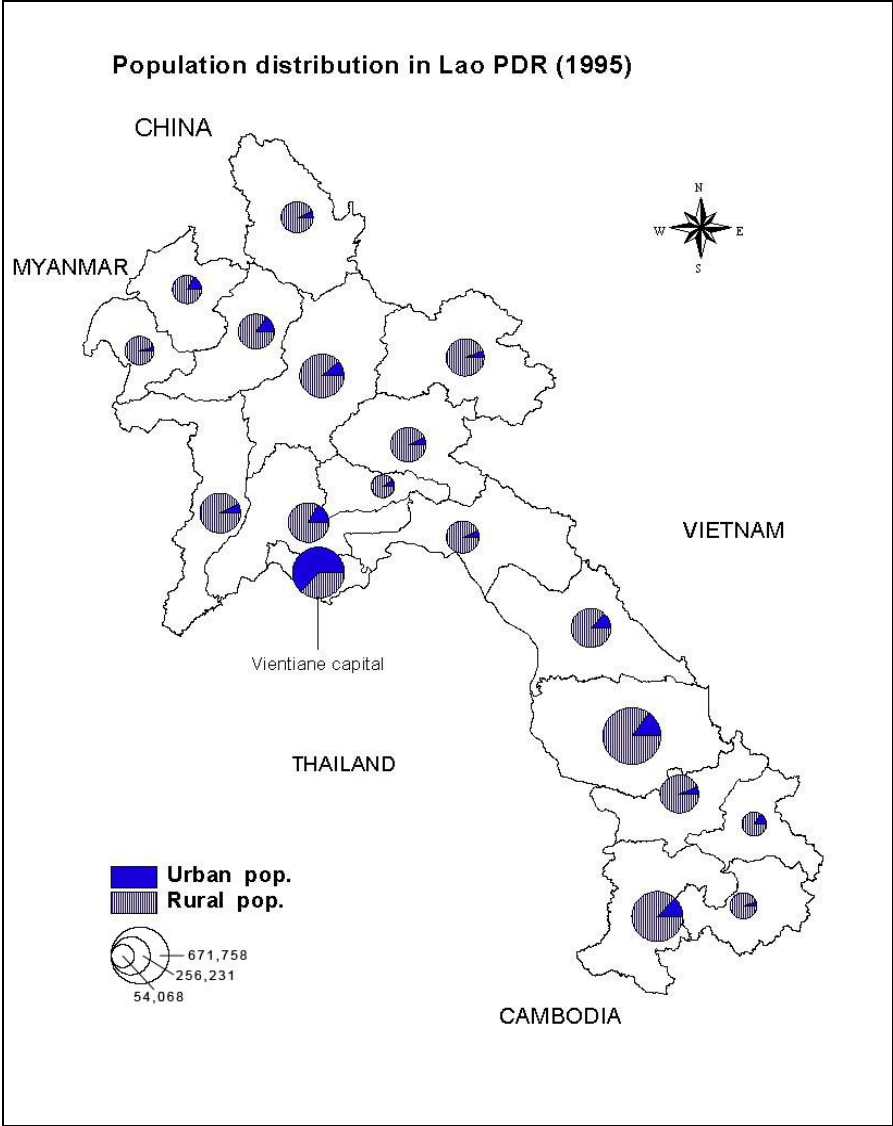 Population distribution in Lao PDR (1995)
CHINA
N
W E
S
MYANMAR
VIETNAM
Vientiane capital
THAILAND
Urban pop.
Rural pop.
671,758
256,231
54,068
CAMBODIA